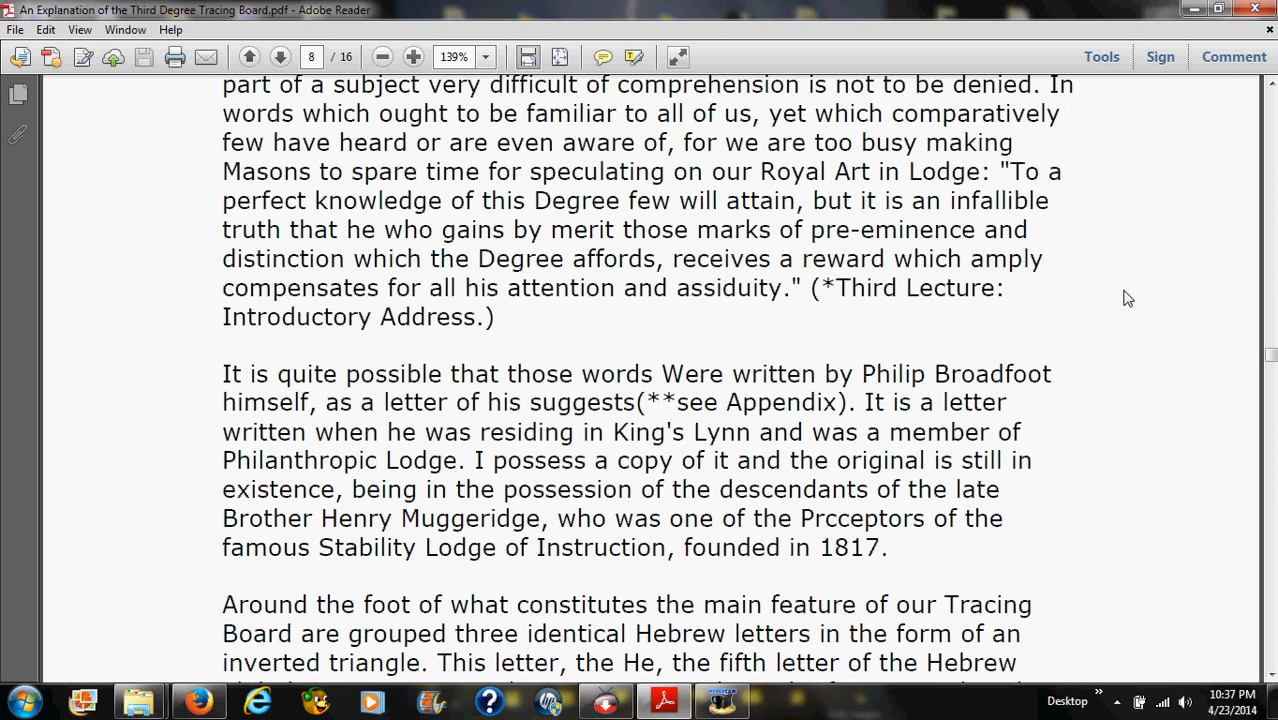 An Explanation of the Third Degree Tracing Board.pdf - Adobe Reader
File Edit View Window Help
8 / 16 139% Tools Sign Comment
part of a subject very difficult of comprehension is not to be denied. In
words which ought to be familiar to all of us, yet which comparatively
few have heard or are even aware of, for we are too busy making
Masons to spare time for speculating on our Royal Art in Lodge: "To a
perfect knowledge of this Degree few will attain, but it is an infallible
truth that he who gains by merit those marks of pre-eminence and
distinction which the Degree affords, receives a reward which amply
compensates for all his attention and assiduity." (*Third Lecture:
Introductory Address.)
It is quite possible that those words Were written by Philip Broadfoot
himself, as a letter of his suggests(**see Appendix). It is a letter
written when he was residing in King's Lynn and was a member of
Philanthropic Lodge. I possess a copy of it and the original is still in
existence, being in the possession of the descendants of the late
Brother Henry Muggeridge, who was one of the Prcceptors of the
famous Stability Lodge of Instruction, founded in 1817.
Around the foot of what constitutes the main feature of our Tracing
Board are grouped three identical Hebrew letters in the form of an
inverted triangle. This letter, the He, the fifth letter of the Hebrew
Desktop
10:37 PM
4/23/2014